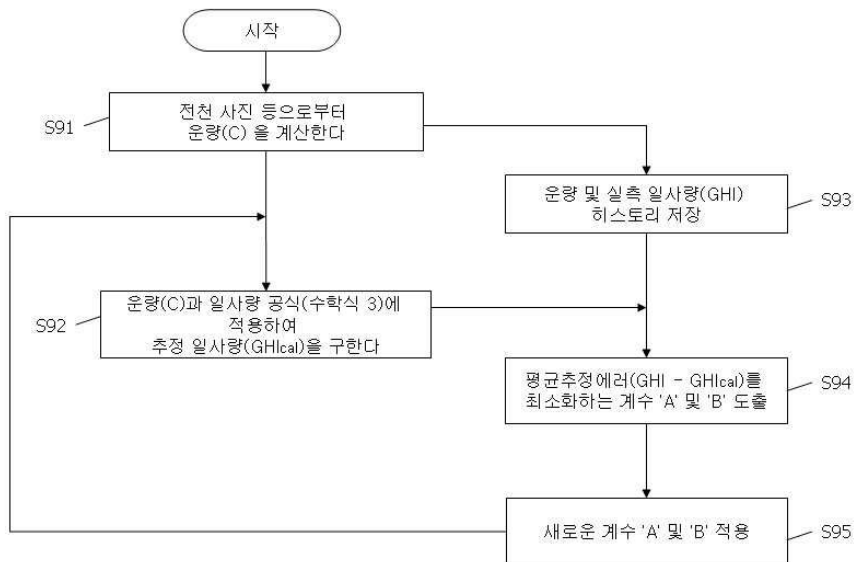 시작
S91
전천 사진 등으로부터
운량(C) 을 계산한다
운량 및 실측 일사량(GHI)
히스토리 저장
S93
S92
운량(C)과 일사량 공식(수학식 3)에
적용하여
추정 일사량(GHIcal)을 구한다
평균추정에러(GHI - GHIcal)를
최소화하는 계수 'A' 및 'B' 도출
S94
새로운 계수 'A' 및 'B' 적용
S95